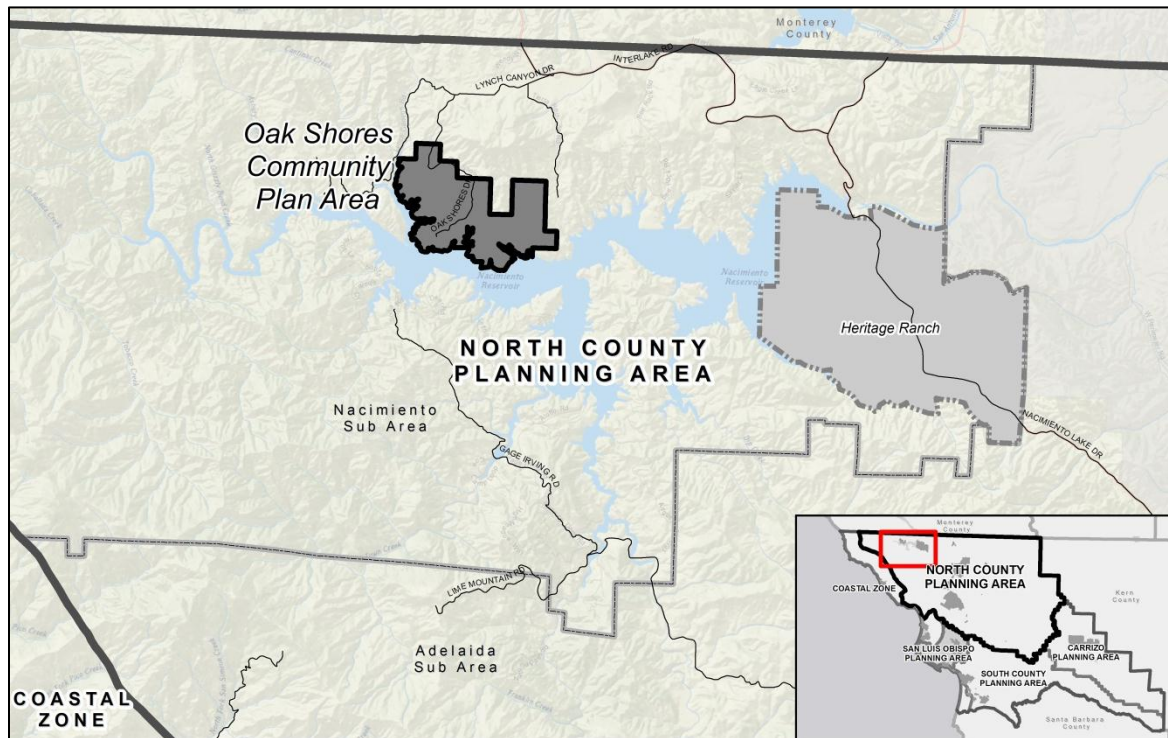 Monterey
County
INTERLAKE RD
LYNCH CANYON DR
Oak Shores
Community
Plan Area
OAK SHORES DR
Nacimiento
Reservoir
Nacimiento
Reservoir
Heritage Ranch
NORTH COUNTY
PLANNING AREA
Nacimiento
Sub Area
NACIMIENTO LAKE DR
GAGE IRVING RD
LIME MOUNTAIN RD
Adelaida
Sub Area
COASTAL
ZONE
Monterey
County
NORTH COUNTY
PLANNING AREA
COASTAL ZONE
Kern
County
SAN LUIS OBISPO
PLANNING AREA
CARRIZO
PLANNING AREA
SOUTH COUNTY
PLANNING AREA
Santa Barbara
County